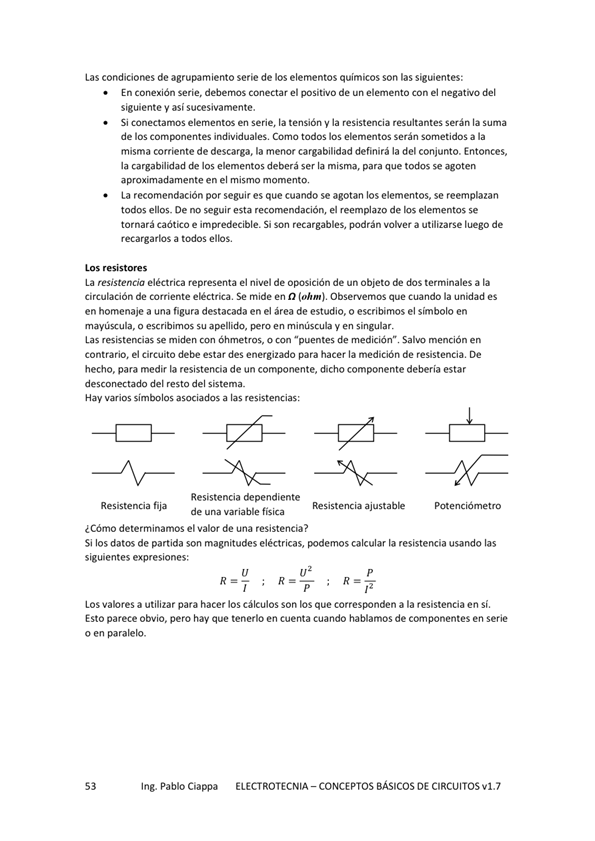 Las condiciones de agrupamiento serie de los elementos químicos son las siguientes:
• En conexión serie, debemos conectar el positivo de un elemento con el negativo del
siguiente y así sucesivamente.
• Si conectamos elementos en serie, la tensión y la resistencia resultantes serán la suma
de los componentes individuales. Como todos los elementos serán sometidos a la
misma corriente de descarga, la menor cargabilidad definirá la del conjunto. Entonces,
la cargabilidad de los elementos deberá ser la misma, para que todos se agoten
aproximadamente en el mismo momento.
• La recomendación por seguir es que cuando se agotan los elementos, se reemplazan
todos ellos. De no seguir esta recomendación, el reemplazo de los elementos se
tornará caótico e impredecible. Si son recargables, podrán volver a utilizarse luego de
recargarlos a todos ellos.
Los resistores
La resistencia eléctrica representa el nivel de oposición de un objeto de dos terminales a la
circulación de corriente eléctrica. Se mide en Ω (ohm). Observemos que cuando la unidad es
en homenaje a una figura destacada en el área de estudio, o escribimos el símbolo en
mayúscula, o escribimos su apellido, pero en minúscula y en singular.
Las resistencias se miden con óhmetros, o con “puentes de medición”. Salvo mención en
contrario, el circuito debe estar des energizado para hacer la medición de resistencia. De
hecho, para medir la resistencia de un componente, dicho componente debería estar
desconectado del resto del sistema.
Hay varios símbolos asociados a las resistencias:
Resistencia fija
Resistencia dependiente
de una variable física
Resistencia ajustable
Potenciómetro
¿Cómo determinamos el valor de una resistencia?
Si los datos de partida son magnitudes eléctricas, podemos calcular la resistencia usando las
siguientes expresiones:
R = U/I ; R = U²/P ; R = P/I²
Los valores a utilizar para hacer los cálculos son los que corresponden a la resistencia en sí.
Esto parece obvio, pero hay que tenerlo en cuenta cuando hablamos de componentes en serie
o en paralelo.
53 Ing. Pablo Ciappa ELECTROTECNIA – CONCEPTOS BÁSICOS DE CIRCUITOS v1.7